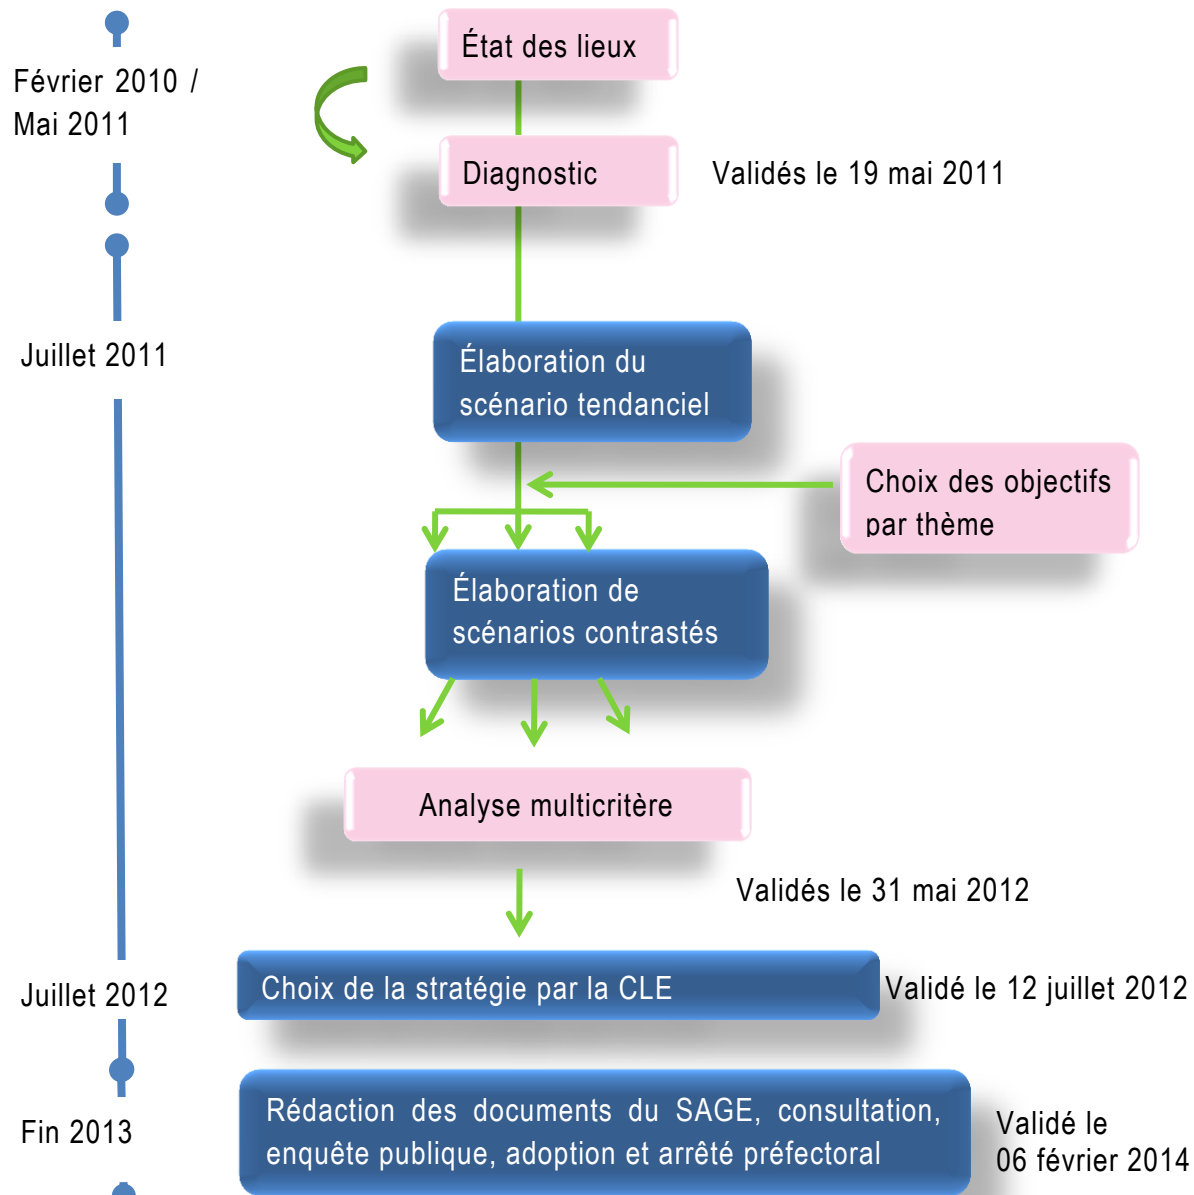 État des lieux
Février 2010 /
Mai 2011
Diagnostic
Validés le 19 mai 2011
Juillet 2011
Élaboration du
scénario tendanciel
Choix des objectifs
par thème
Élaboration de
scénarios contrastés
Analyse multicritère
Validés le 31 mai 2012
Juillet 2012
Choix de la stratégie par la CLE
Validé le 12 juillet 2012
Fin 2013
Rédaction des documents du SAGE, consultation,
enquête publique, adoption et arrêté préfectoral
Validé le
06 février 2014